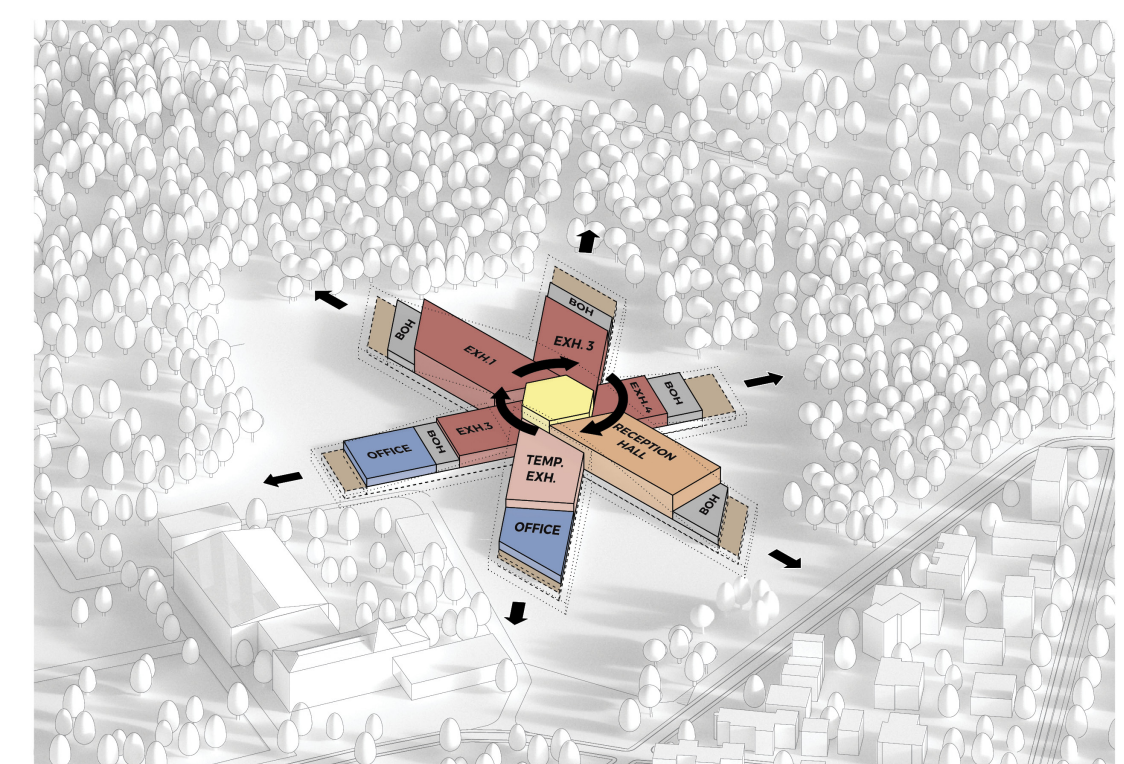 BOH
BOH
EXH. 3
EXH.1
EXH.4
BOH
EXH.3
BOH
OFFICE
RECEPTION
HALL
TEMP.
EXH.
BOH
OFFICE